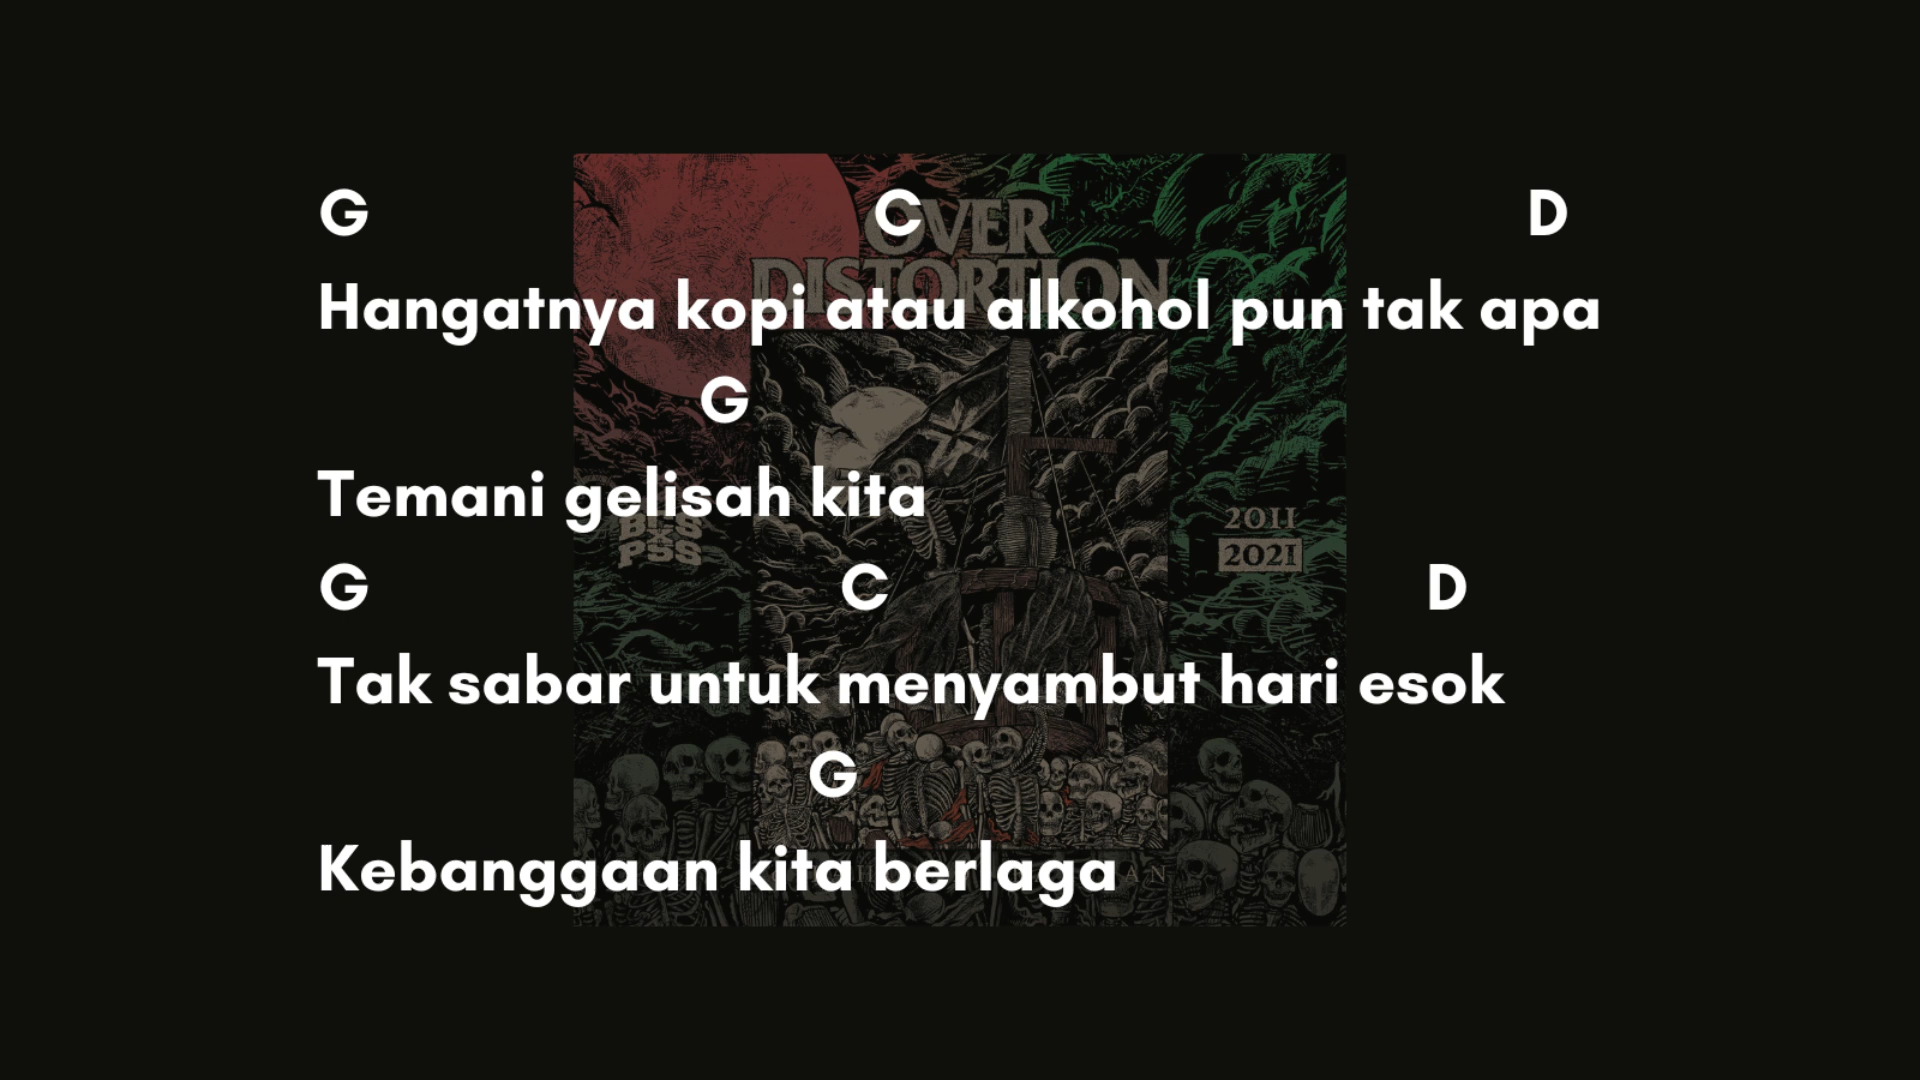 G C D
OVER
DISTORTION
Hangatnya kopi atau alkohol pun tak apa
G
Temani gelisah kita
BCS
X
PSS
2011
2021
G C D
Tak sabar untuk menyambut hari esok
G
Kebanggaan kita berlaga